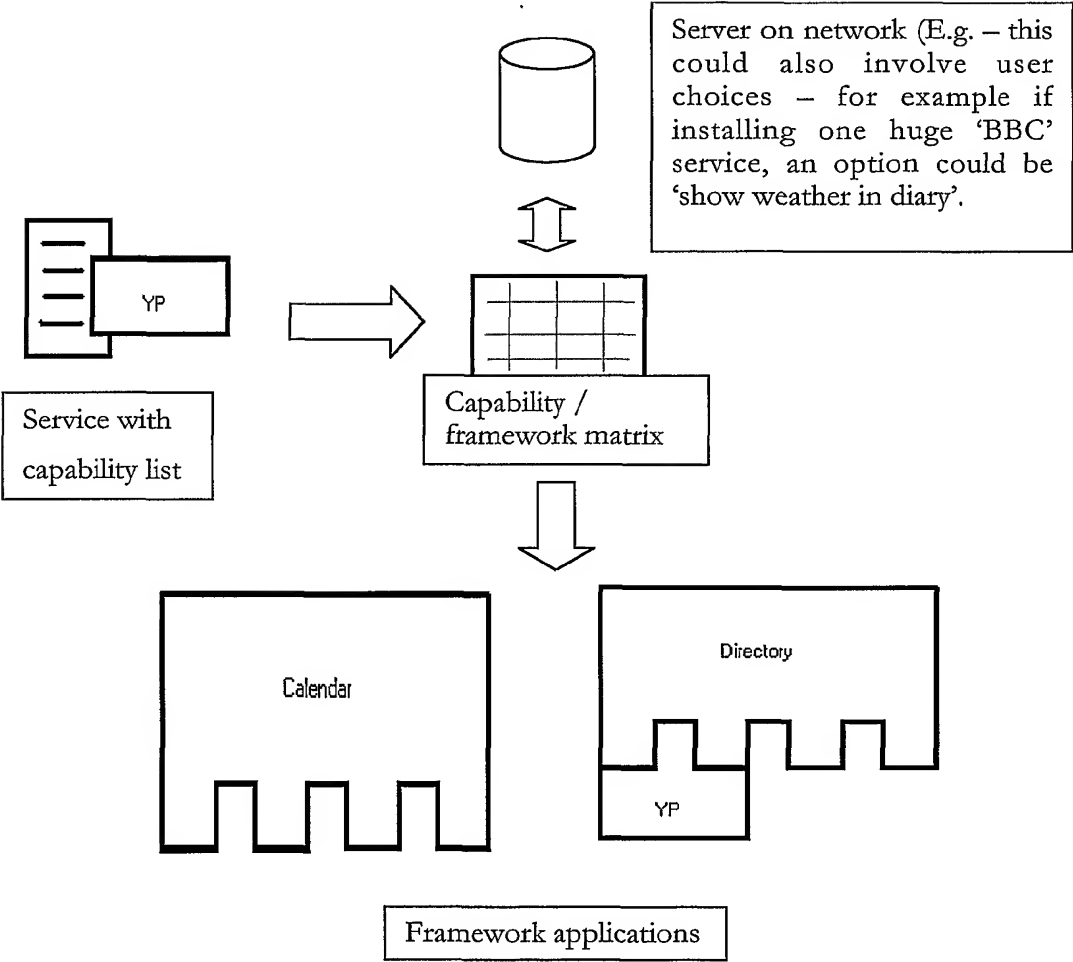 Server on network (E.g. – this
could also involve user
choices – for example if
installing one huge ‘BBC’
service, an option could be
‘show weather in diary’.
YP
Service with
capability list
Capability /
framework matrix
Calendar
Directory
YP
Framework applications